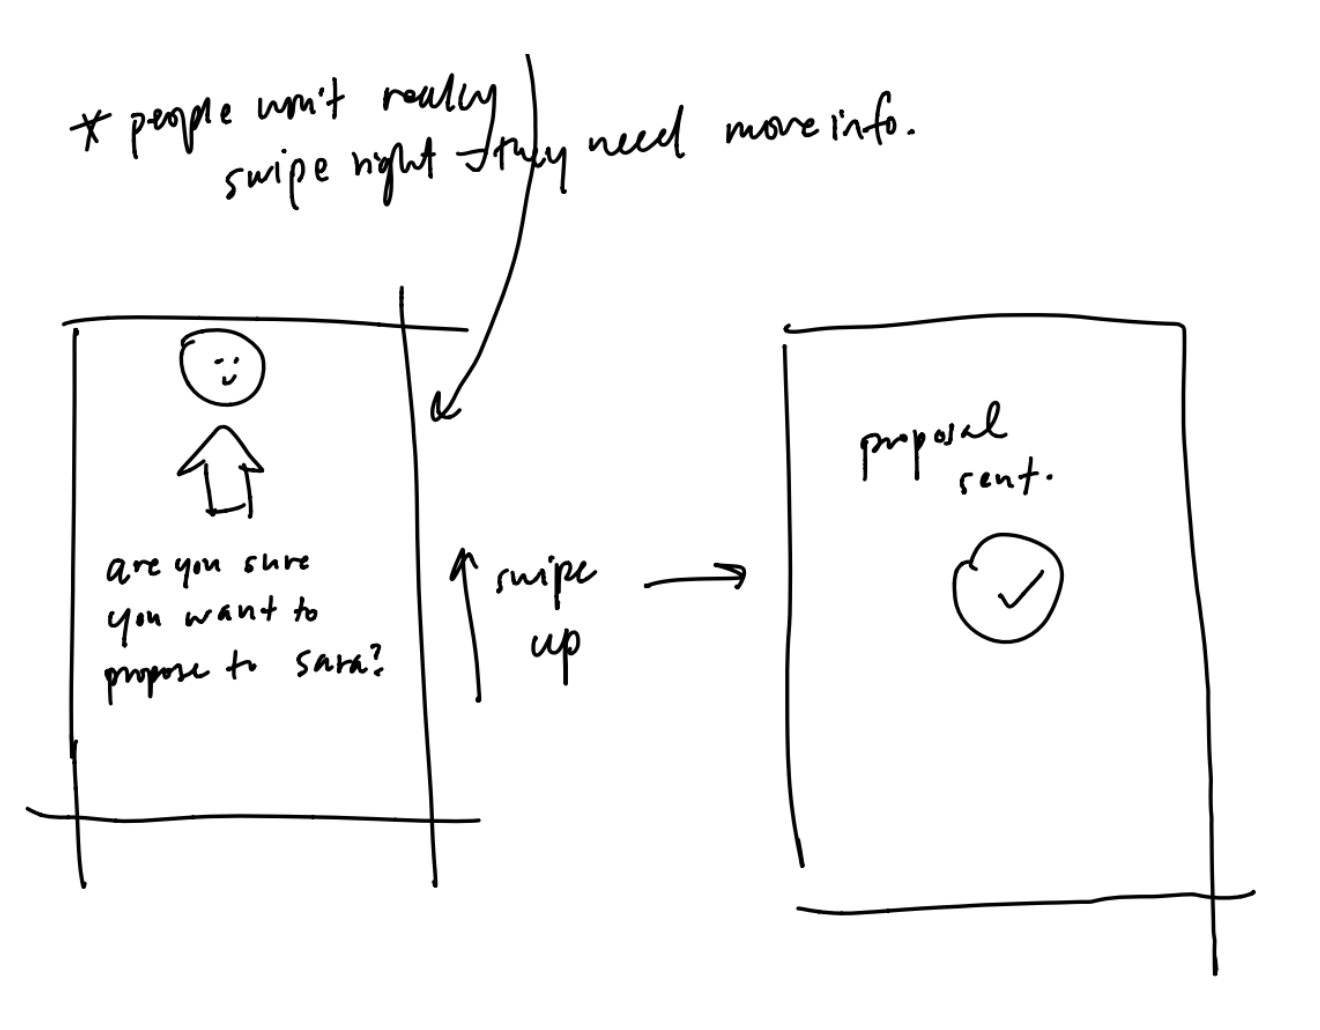 * people won't really
swipe right → they need more info.
are you sure
you want to
propose to sara?
swipe
up
proposal
sent.